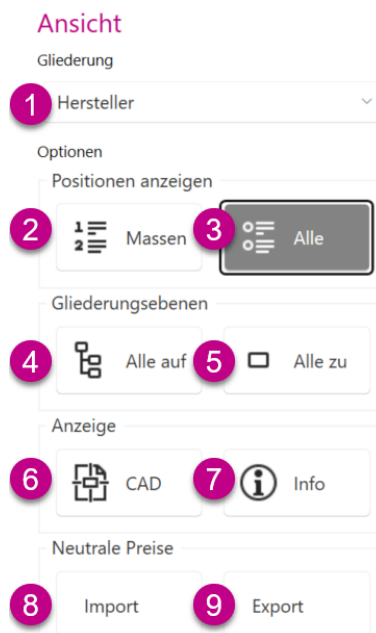 Ansicht
Gliederung
1 Hersteller
Optionen
Positionen anzeigen
2 Massen 3 Alle
Gliederungsebenen
4 Alle auf 5 Alle zu
Anzeige
6 CAD 7 Info
Neutrale Preise
8 Import 9 Export